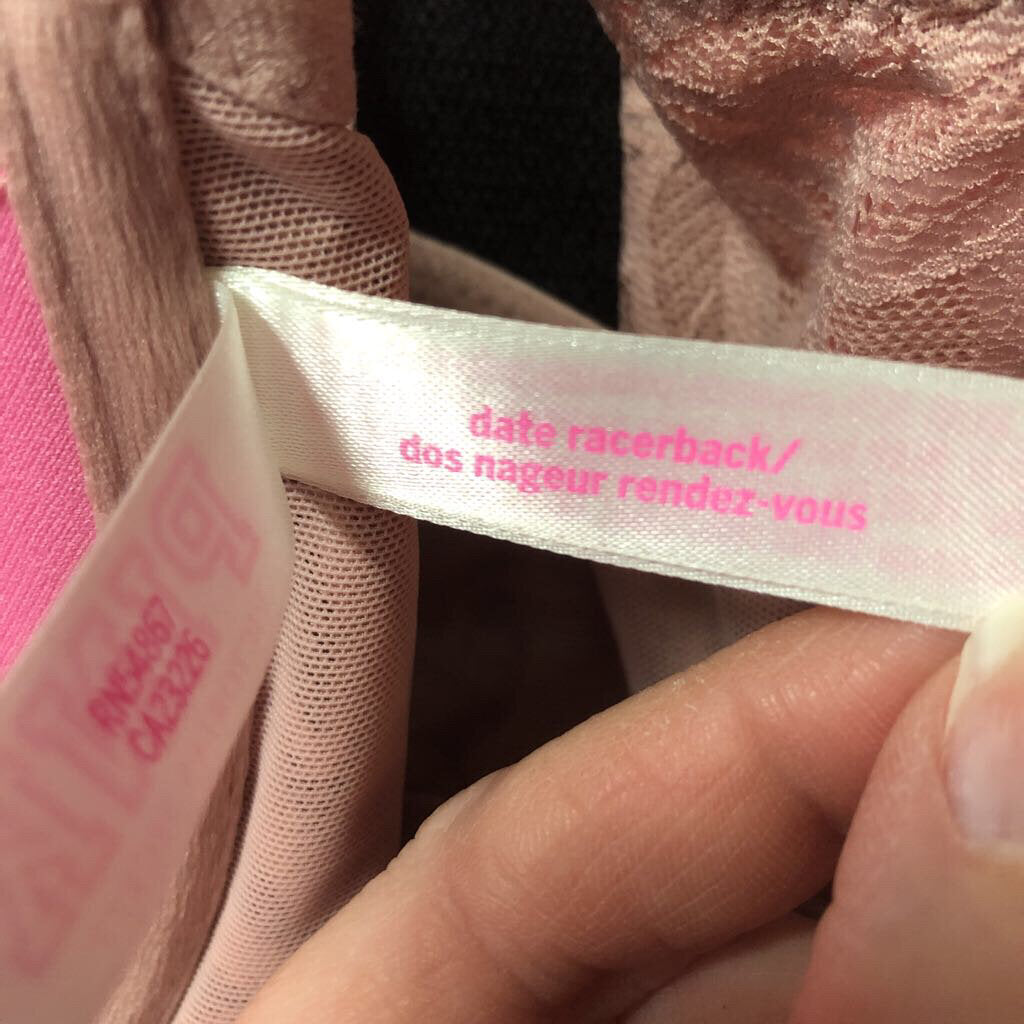 date racerback/
dos nageur rendez-vous
RN54867
CA23226